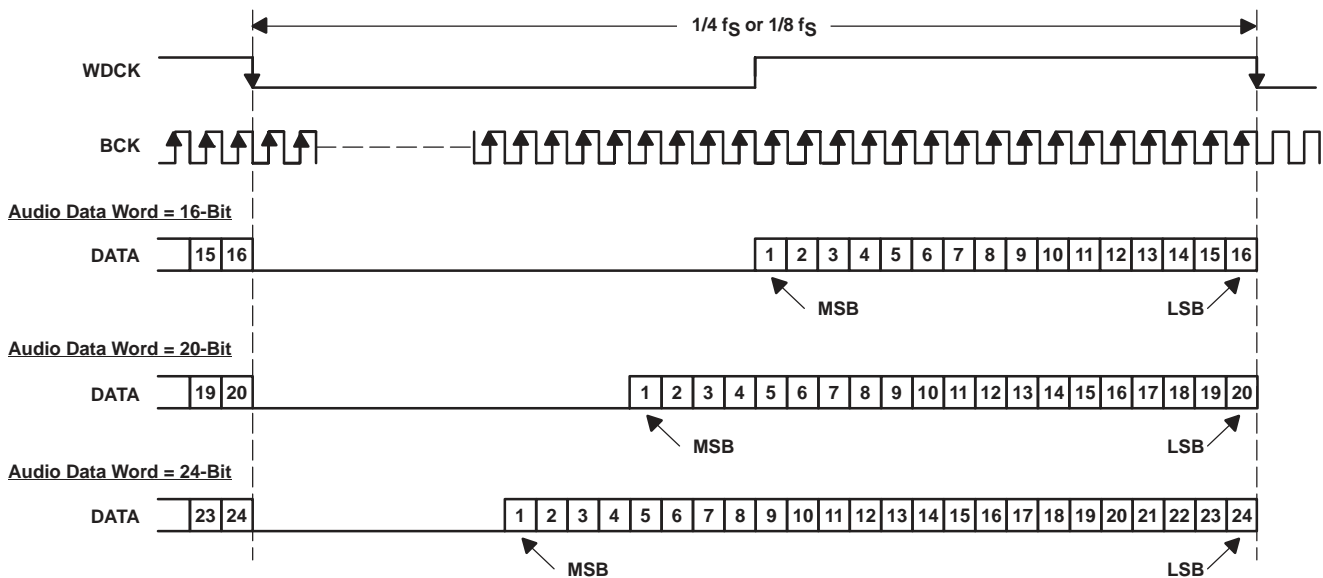 1/4 fS or 1/8 fS
WDCK
BCK
Audio Data Word = 16-Bit
DATA 15 16 1 2 3 4 5 6 7 8 9 10 11 12 13 14 15 16
MSB LSB
Audio Data Word = 20-Bit
DATA 19 20 1 2 3 4 5 6 7 8 9 10 11 12 13 14 15 16 17 18 19 20
MSB LSB
Audio Data Word = 24-Bit
DATA 23 24 1 2 3 4 5 6 7 8 9 10 11 12 13 14 15 16 17 18 19 20 21 22 23 24
MSB LSB